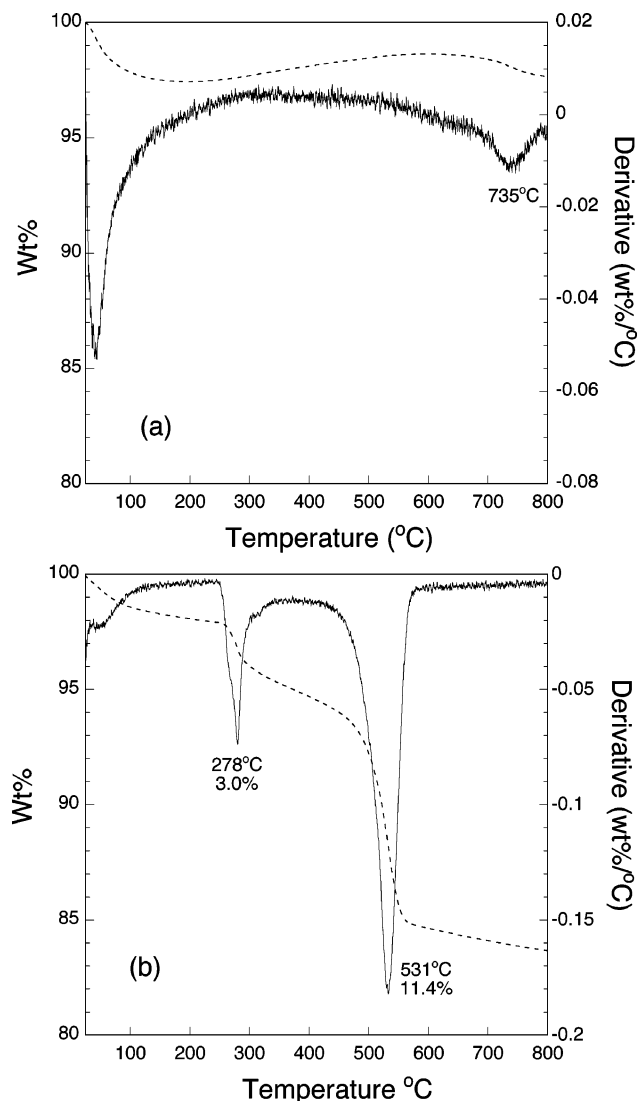 100
0.02
95
0
735°C
-0.02
Wt%
90
Derivative (wt%/°C)
-0.04
85
-0.06
(a)
80
-0.08
100 200 300 400 500 600 700 800
Temperature (°C)
100
0
95
-0.05
278°C
3.0%
Wt%
90
Derivative (wt%/°C)
-0.1
85
-0.15
(b)
531°C
11.4%
80
-0.2
100 200 300 400 500 600 700 800
Temperature °C